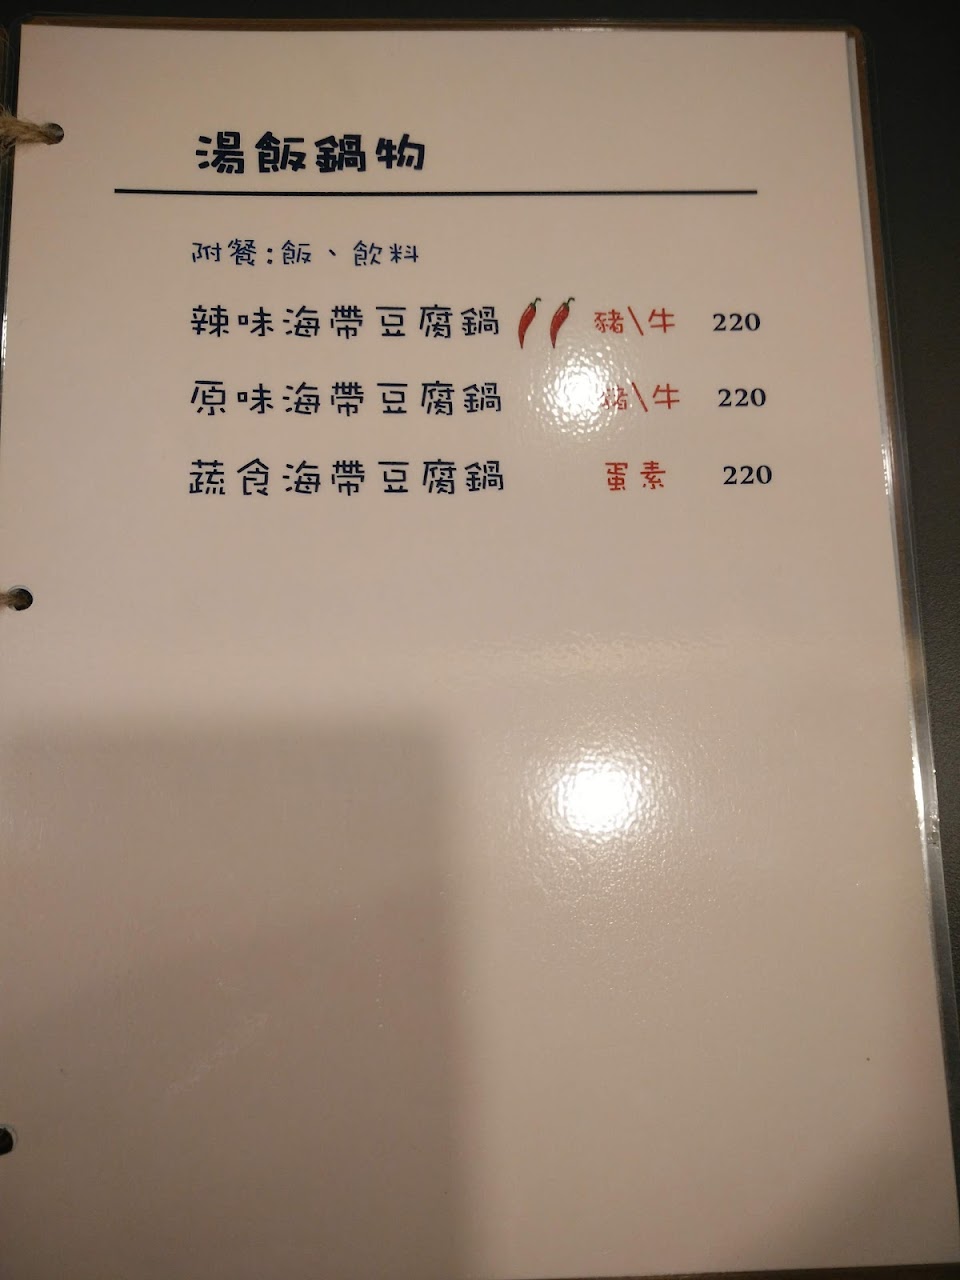 湯飯鍋物
附餐:飯、飲料
辣味海帶豆腐鍋 豬\牛 220
原味海帶豆腐鍋 豬\牛 220
蔬食海帶豆腐鍋 蛋素 220